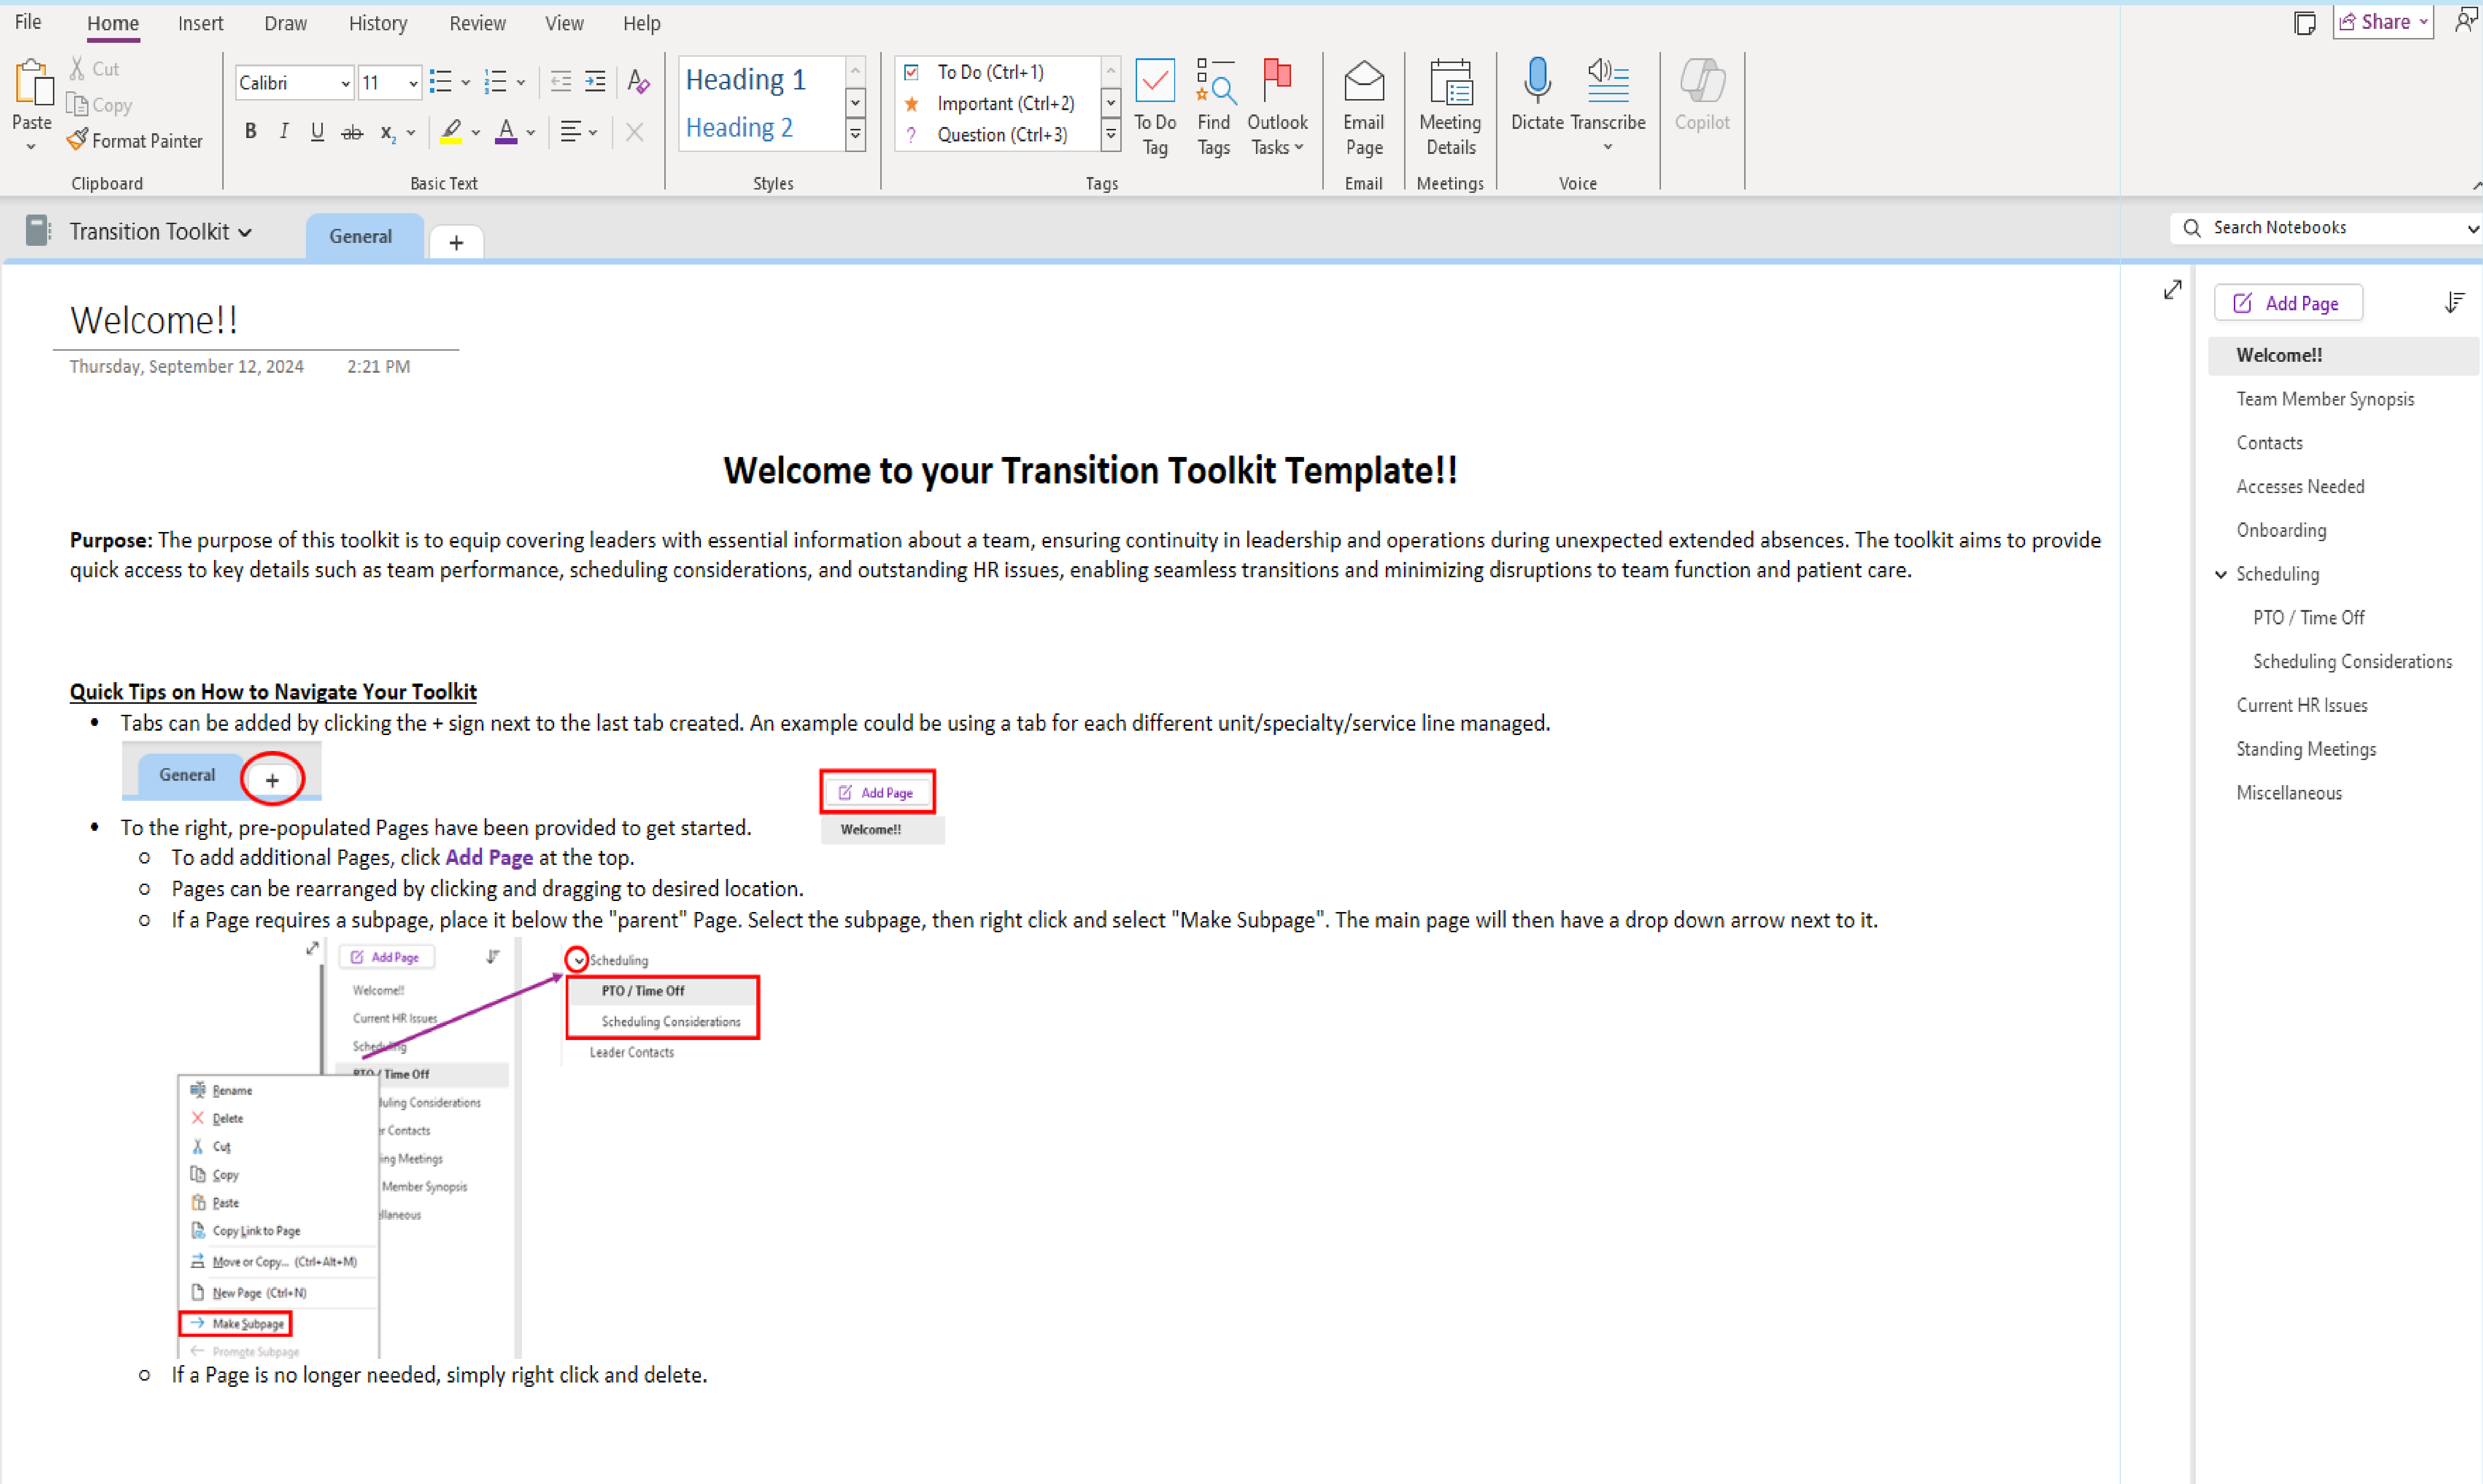 File Home Insert Draw History Review View Help Share
Cut
Copy
Paste
Format Painter
Clipboard
Calibri 11
B I U ab x2 A
Basic Text
Heading 1
Heading 2
Styles
To Do (Ctrl+1)
Important (Ctrl+2)
? Question (Ctrl+3)
To Do Tag
Find Tags
Outlook Tasks
Tags
Email Page
Email
Meeting Details
Meetings
Dictate Transcribe
Voice
Copilot
Transition Toolkit General + Search Notebooks
Welcome!!
Thursday, September 12, 2024 2:21 PM
Welcome to your Transition Toolkit Template!!
Purpose: The purpose of this toolkit is to equip covering leaders with essential information about a team, ensuring continuity in leadership and operations during unexpected extended absences. The toolkit aims to provide
quick access to key details such as team performance, scheduling considerations, and outstanding HR issues, enabling seamless transitions and minimizing disruptions to team function and patient care.
Quick Tips on How to Navigate Your Toolkit
• Tabs can be added by clicking the + sign next to the last tab created. An example could be using a tab for each different unit/specialty/service line managed.
General +
Add Page
Welcome!!
• To the right, pre-populated Pages have been provided to get started.
o To add additional Pages, click Add Page at the top.
o Pages can be rearranged by clicking and dragging to desired location.
o If a Page requires a subpage, place it below the "parent" Page. Select the subpage, then right click and select "Make Subpage". The main page will then have a drop down arrow next to it.
Add Page
Welcome!!
Current HR Issues
Scheduling
PTO / Time Off
duling Considerations
r Contacts
ing Meetings
Member Synopsis
ellaneous
Rename
Delete
Cut
Copy
Paste
Copy Link to Page
Move or Copy... (Ctrl+Alt+M)
New Page (Ctrl+N)
Make Subpage
Promote Subpage
Scheduling
PTO / Time Off
Scheduling Considerations
Leader Contacts
o If a Page is no longer needed, simply right click and delete.
Add Page
Welcome!!
Team Member Synopsis
Contacts
Accesses Needed
Onboarding
Scheduling
PTO / Time Off
Scheduling Considerations
Current HR Issues
Standing Meetings
Miscellaneous